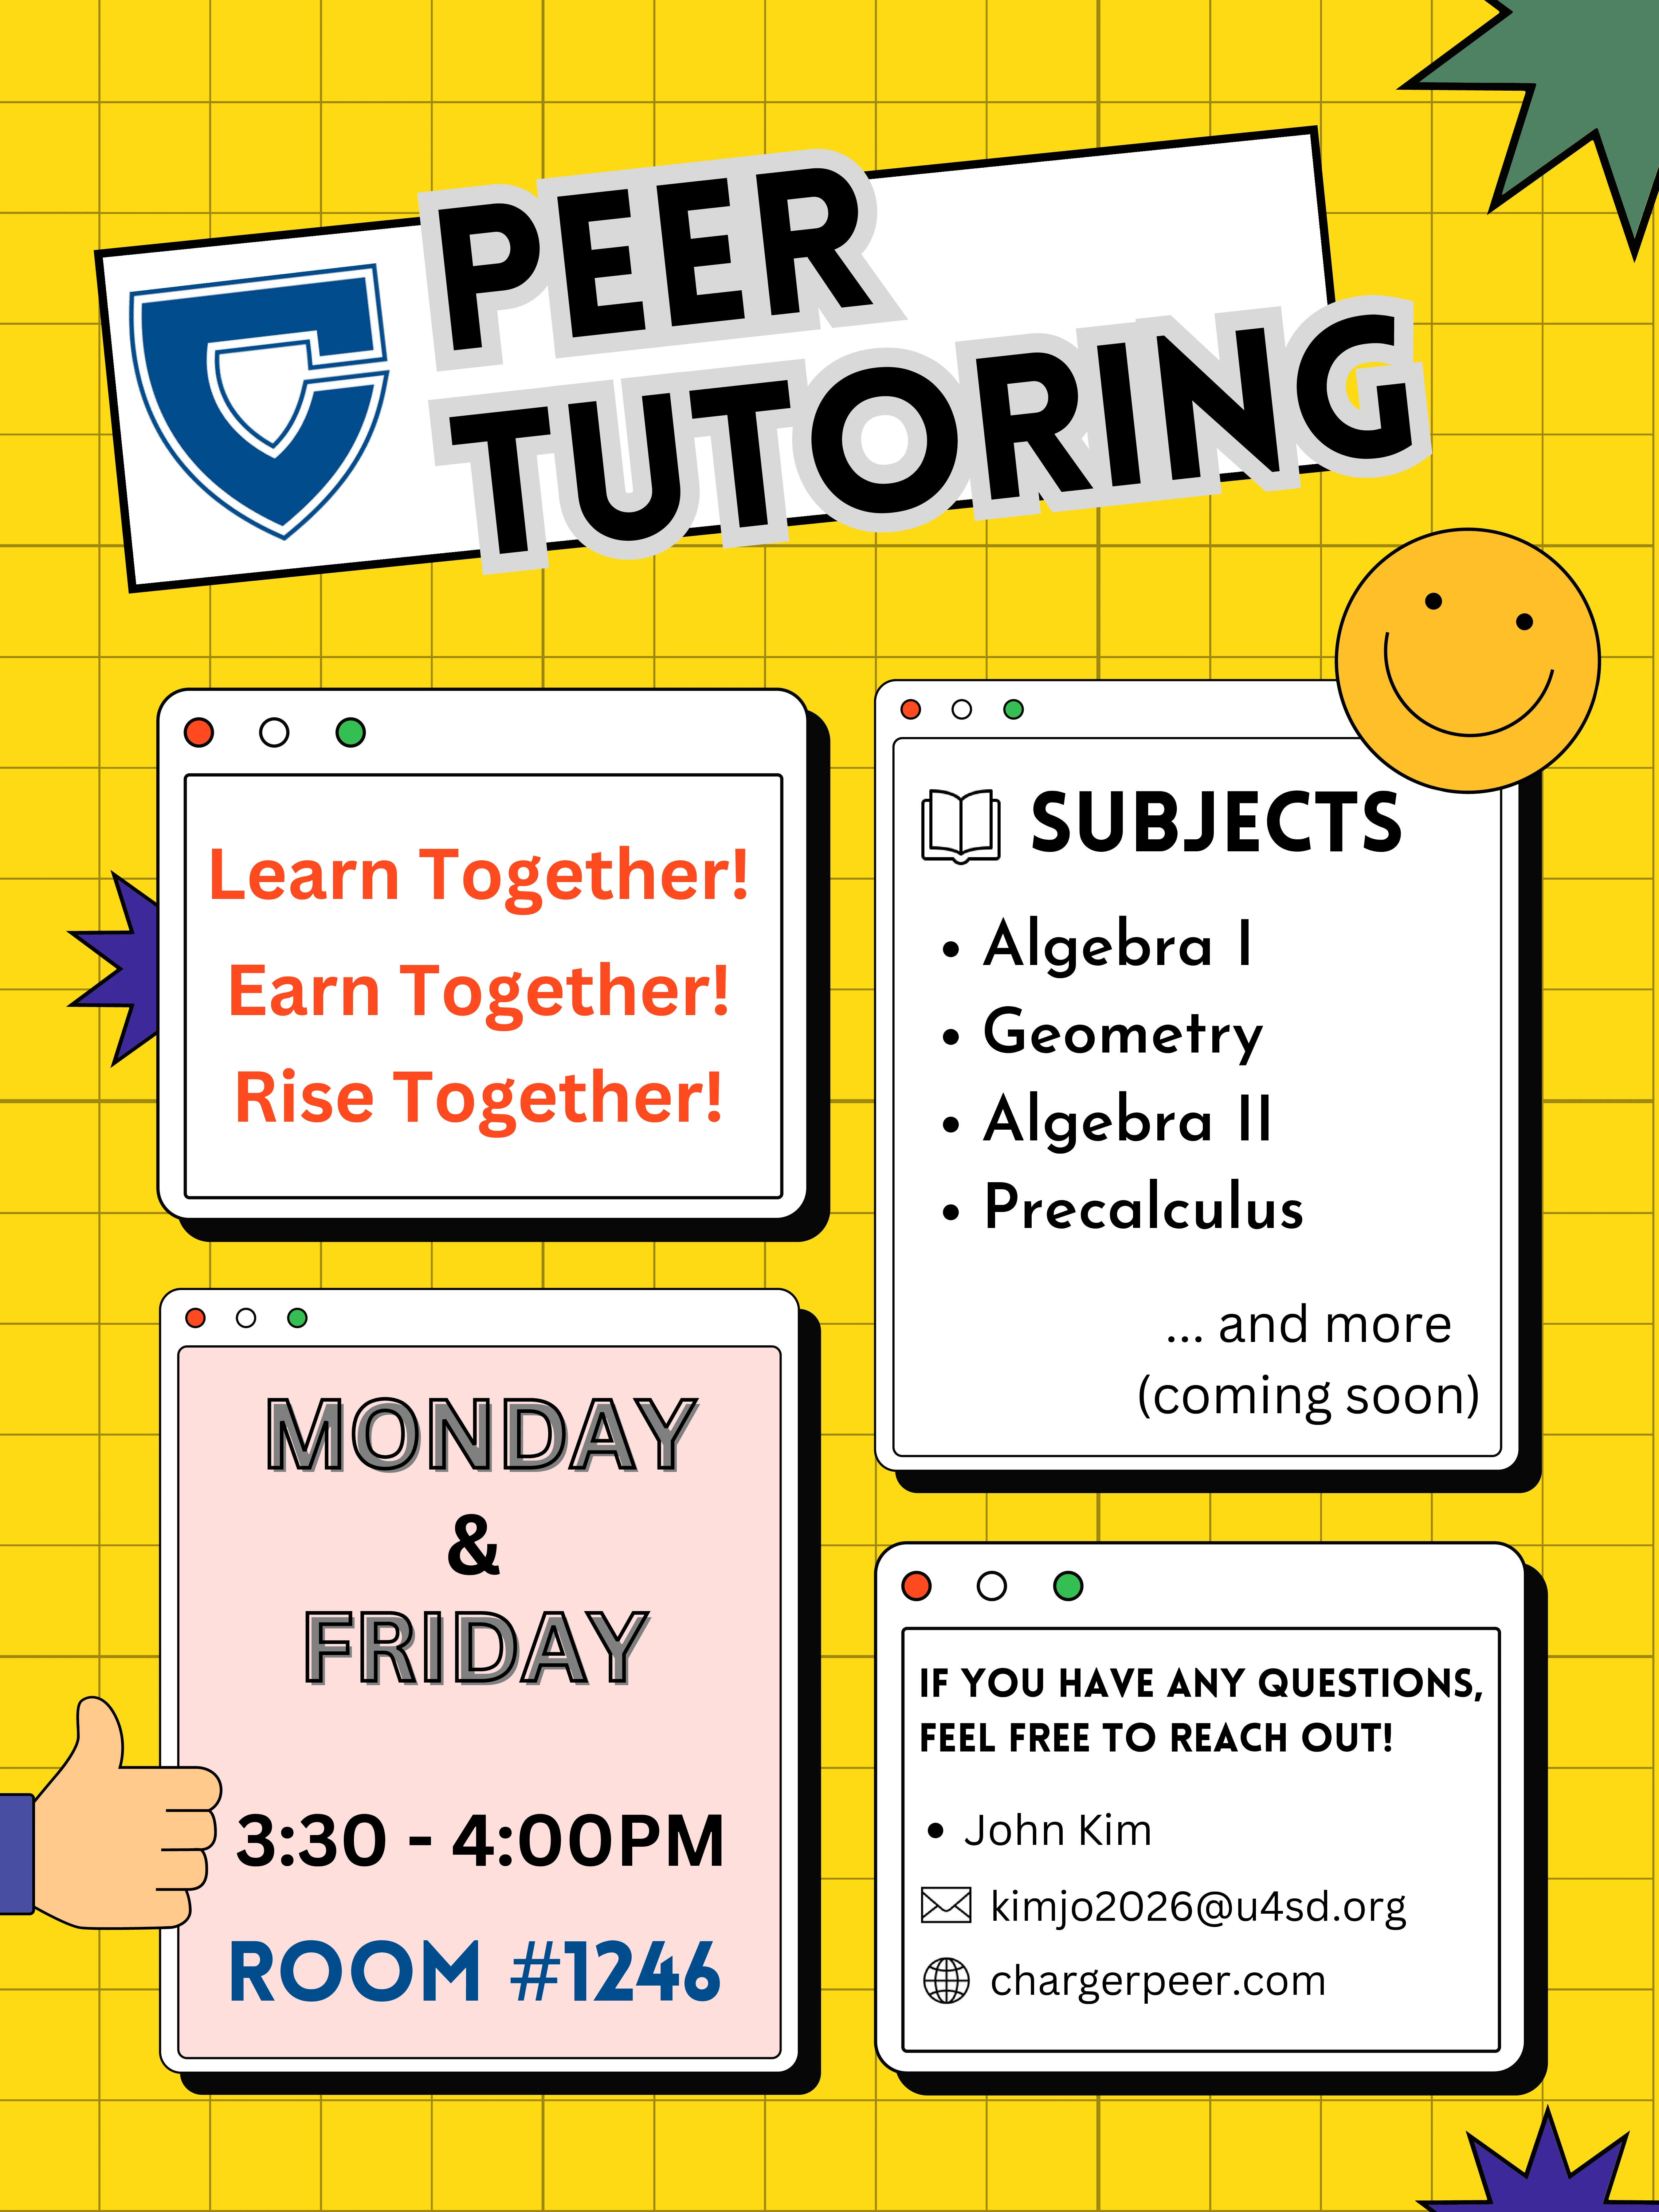 PEER
TUTORING
Learn Together!
Earn Together!
Rise Together!
SUBJECTS
• Algebra I
• Geometry
• Algebra II
• Precalculus
... and more
(coming soon)
MONDAY
&
FRIDAY
3:30 - 4:00PM
ROOM #1246
IF YOU HAVE ANY QUESTIONS,
FEEL FREE TO REACH OUT!
• John Kim
kimjo2026@u4sd.org
chargerpeer.com